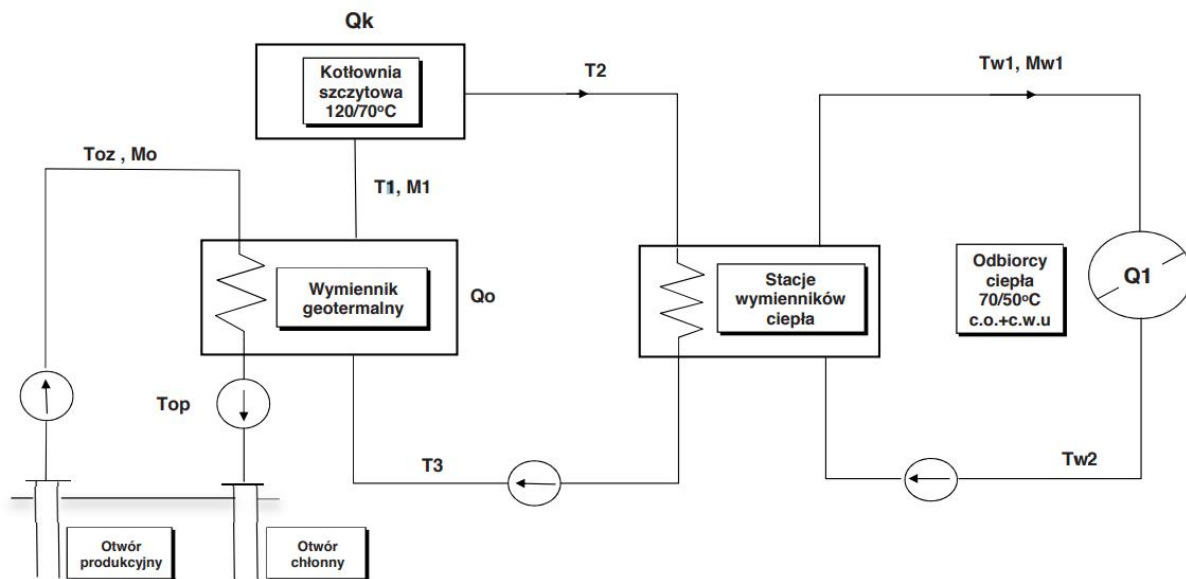 Qk
Kotłownia
szczytowa
120/70°C
T2
Tw1, Mw1
Toz , Mo
T1, M1
Wymiennik
geotermalny
Qo
Stacje
wymienników
ciepła
Odbiorcy
ciepła
70/50°C
c.o.+c.w.u
Q1
Top
T3
Tw2
Otwór
produkcyjny
Otwór
chłonny